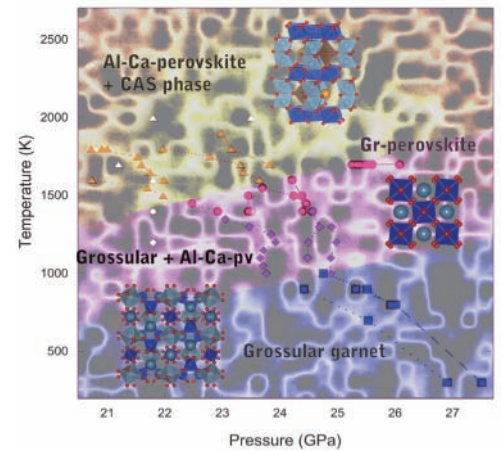 2500
2000
1500
1000
500
Temperature (K)
Al-Ca-perovskite
+ CAS phase
Gr-perovskite
Grossular + Al-Ca-pv
Grossular garnet
21 22 23 24 25 26 27
Pressure (GPa)